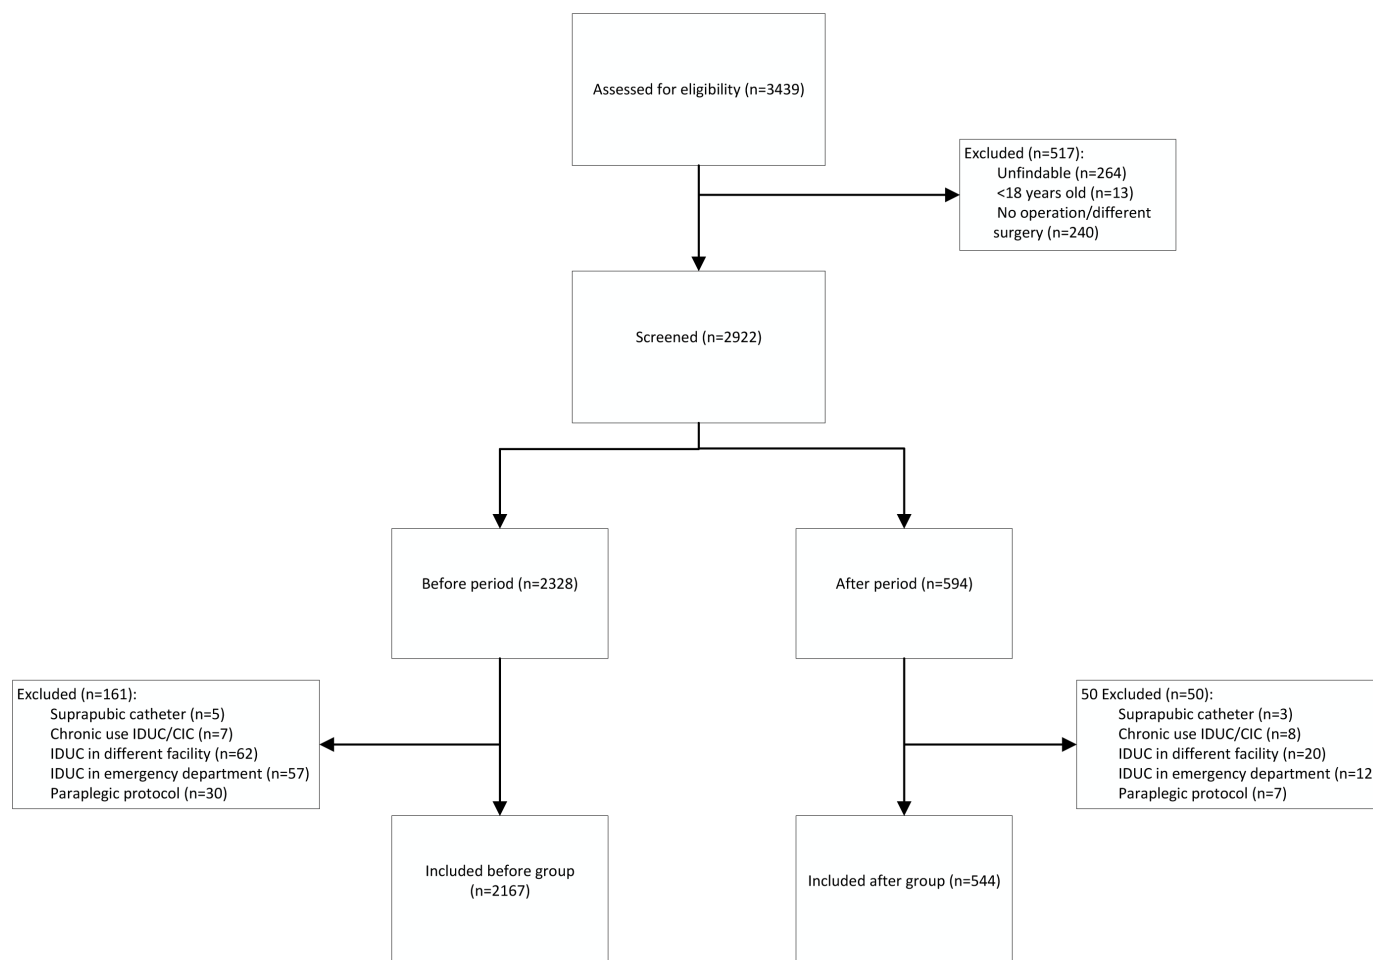 Assessed for eligibility (n=3439)
Excluded (n=517):
Unfindable (n=264)
<18 years old (n=13)
No operation/different
surgery (n=240)
Screened (n=2922)
Before period (n=2328)
After period (n=594)
Excluded (n=161):
Suprapubic catheter (n=5)
Chronic use IDUC/CIC (n=7)
IDUC in different facility (n=62)
IDUC in emergency department (n=57)
Paraplegic protocol (n=30)
50 Excluded (n=50):
Suprapubic catheter (n=3)
Chronic use IDUC/CIC (n=8)
IDUC in different facility (n=20)
IDUC in emergency department (n=12
Paraplegic protocol (n=7)
Included before group
(n=2167)
Included after group (n=544)